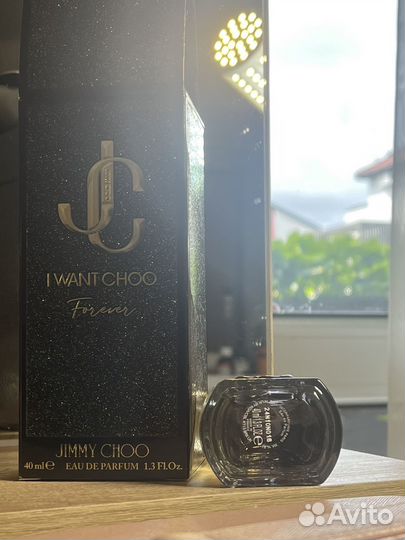 JC
I WANT CHOO
Forever
JIMMY CHOO
40 ml ℮ EAU DE PARFUM 1.3 Fl.Oz.
Avito